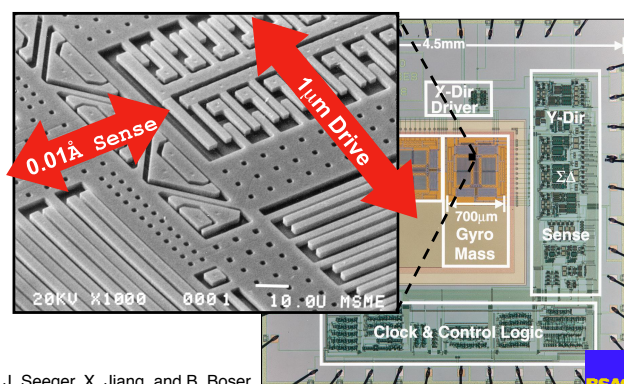 4.5mm
X-Dir
Driver
1μm Drive
Y-Dir
0.01Å Sense
ΣΔ
700μm
Gyro
Mass
Sense
20KV X1000 0001 10.0U MSME
Clock & Control Logic
J. Seeger, X. Jiang, and B. Boser